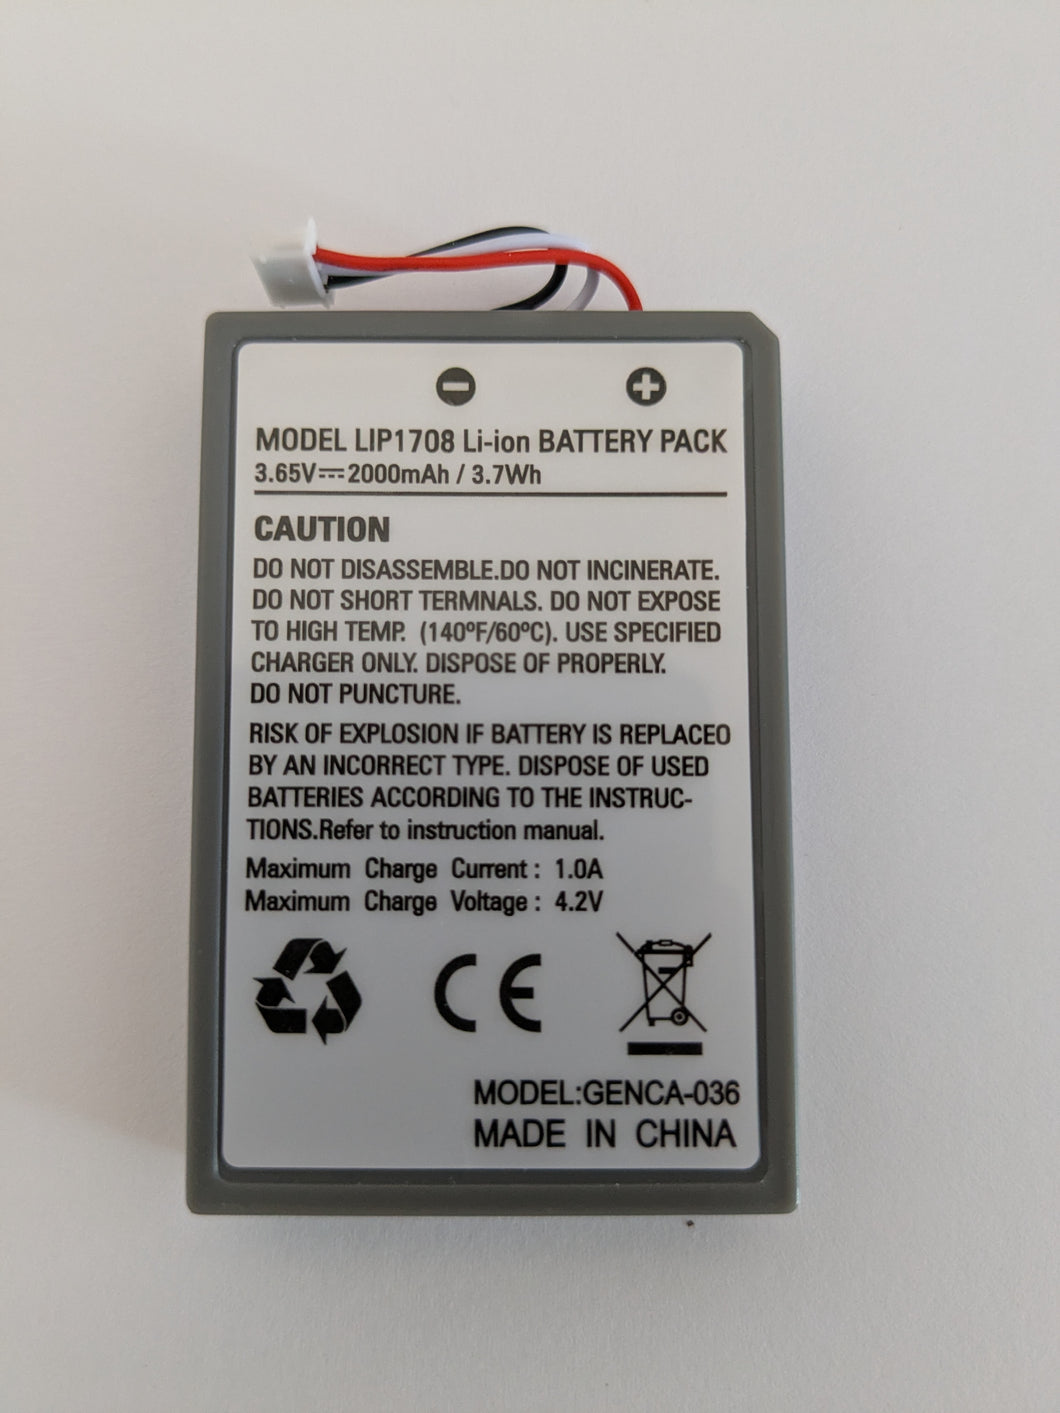 MODEL LIP1708 Li-ion BATTERY PACK
3.65V⎓2000mAh / 3.7Wh
CAUTION
DO NOT DISASSEMBLE.DO NOT INCINERATE.
DO NOT SHORT TERMNALS. DO NOT EXPOSE
TO HIGH TEMP. (140ºF/60ºC). USE SPECIFIED
CHARGER ONLY. DISPOSE OF PROPERLY.
DO NOT PUNCTURE.
RISK OF EXPLOSION IF BATTERY IS REPLACEO
BY AN INCORRECT TYPE. DISPOSE OF USED
BATTERIES ACCORDING TO THE INSTRUC-
TIONS.Refer to instruction manual.
Maximum Charge Current : 1.0A
Maximum Charge Voltage : 4.2V
CE
MODEL:GENCA-036
MADE IN CHINA